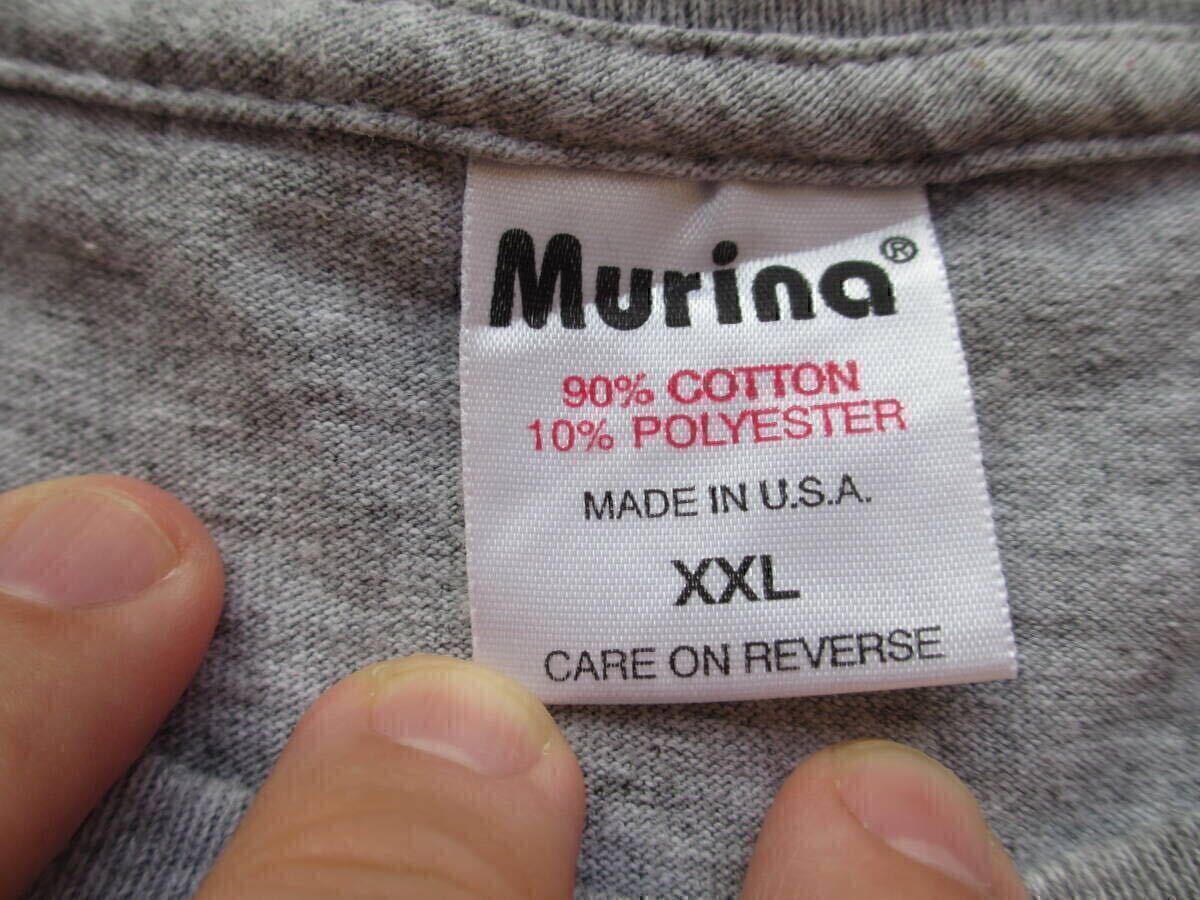 Murina®
90% COTTON
10% POLYESTER
MADE IN U.S.A.
XXL
CARE ON REVERSE